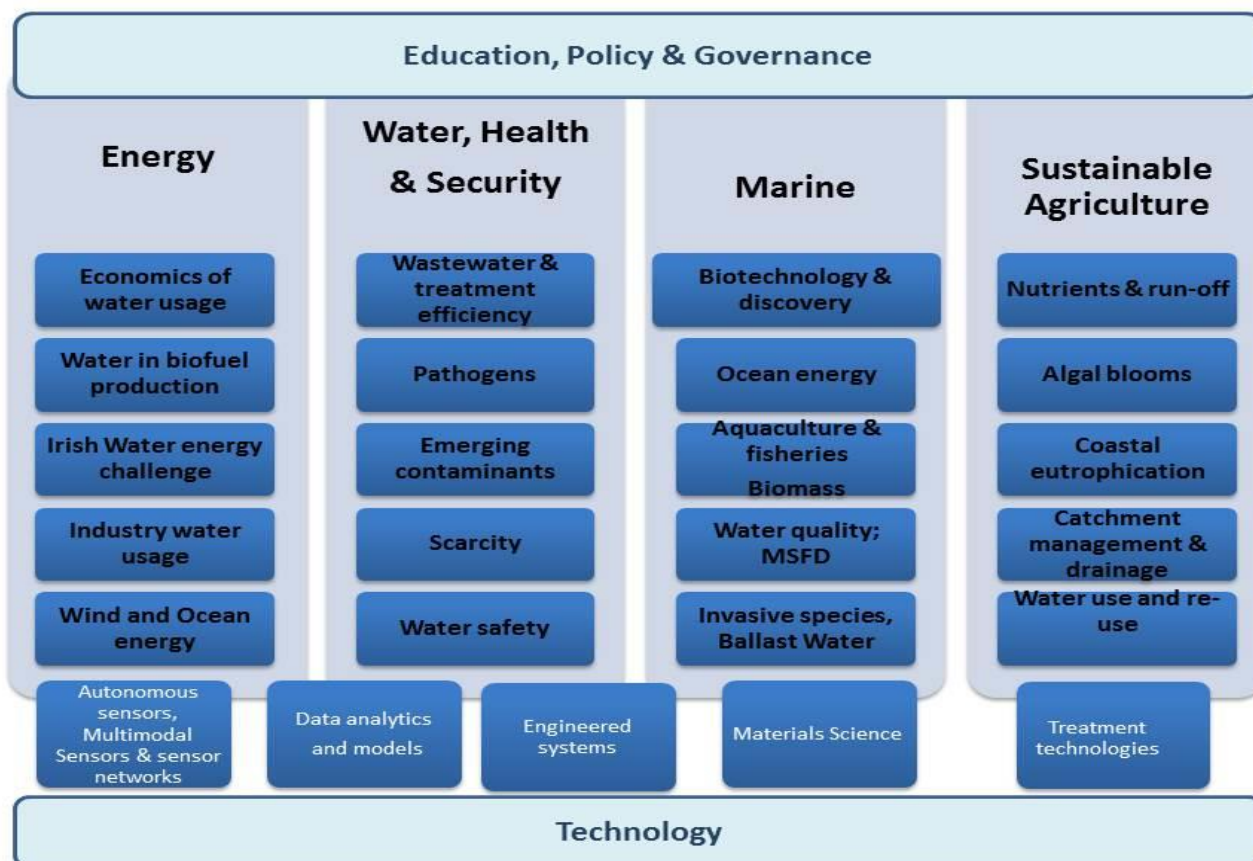 Education, Policy & Governance
Energy
Economics of
water usage
Water in biofuel
production
Irish Water energy
challenge
Industry water
usage
Wind and Ocean
energy
Water, Health
& Security
Wastewater &
treatment
efficiency
Pathogens
Emerging
contaminants
Scarcity
Water safety
Marine
Biotechnology &
discovery
Ocean energy
Aquaculture &
fisheries
Biomass
Water quality;
MSFD
Invasive species,
Ballast Water
Sustainable
Agriculture
Nutrients & run-off
Algal blooms
Coastal
eutrophication
Catchment
management &
drainage
Water use and re-
use
Autonomous
sensors,
Multimodal
Sensors & sensor
networks
Data analytics
and models
Engineered
systems
Materials Science
Treatment
technologies
Technology